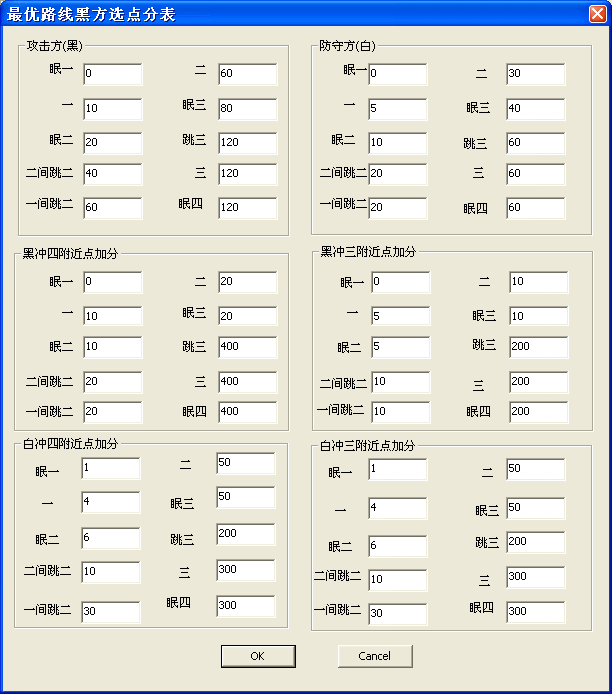 最优路线黑方选点分表
攻击方(黑)
眠一 0 二 60
一 10 眠三 80
眠二 20 跳三 120
二间跳二 40 三 120
一间跳二 60 眠四 120
防守方(白)
眠一 0 二 30
一 5 眠三 40
眠二 10 跳三 60
二间跳二 20 三 60
一间跳二 20 眠四 60
黑冲四附近点加分
眠一 0 二 20
一 10 眠三 20
眠二 10 跳三 400
二间跳二 20 三 400
一间跳二 20 眠四 400
黑冲三附近点加分
眠一 0 二 10
一 5 眠三 10
眠二 5 跳三 200
二间跳二 10 三 200
一间跳二 10 眠四 200
白冲四附近点加分
眠一 1 二 50
一 4 眠三 50
眠二 6 跳三 200
二间跳二 10 三 300
一间跳二 30 眠四 300
白冲三附近点加分
眠一 1 二 50
一 4 眠三 50
眠二 6 跳三 200
二间跳二 10 三 300
一间跳二 30 眠四 300
OK Cancel